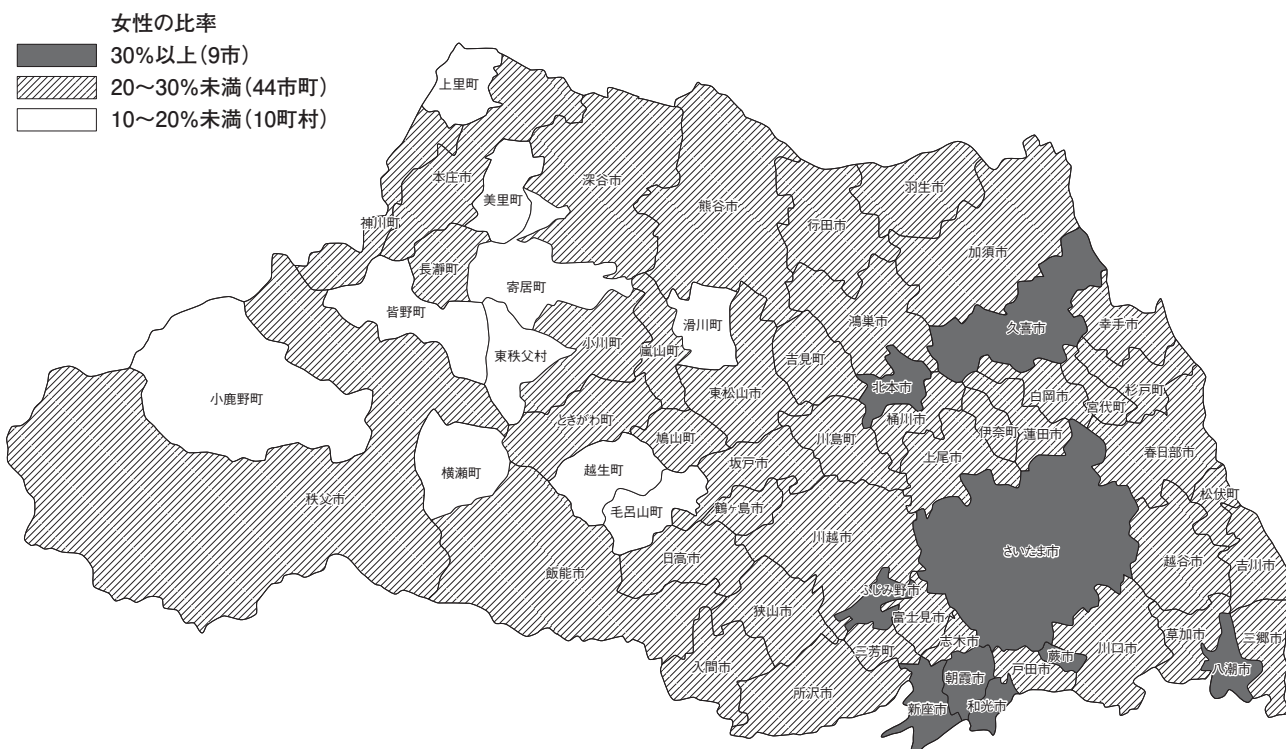 女性の比率
30%以上(9市)
20〜30%未満(44市町)
10〜20%未満(10町村)
上里町
本庄市
美里町
深谷市
神川町
熊谷市
羽生市
行田市
加須市
長瀞町
寄居町
皆野町
滑川町
鴻巣市
久喜市
幸手市
東秩父村
小川町
嵐山町
吉見町
北本市
白岡市
杉戸町
宮代町
小鹿野町
東松山市
桶川市
伊奈町
蓮田市
ときがわ町
鳩山町
川島町
上尾市
春日部市
横瀬町
越生町
坂戸市
秩父市
毛呂山町
鶴ヶ島市
松伏町
川越市
さいたま市
日高市
飯能市
越谷市
吉川市
ふじみ野市
狭山市
富士見市
志木市
三芳町
草加市
三郷市
川口市
蕨市
戸田市
八潮市
入間市
所沢市
朝霞市
新座市
和光市